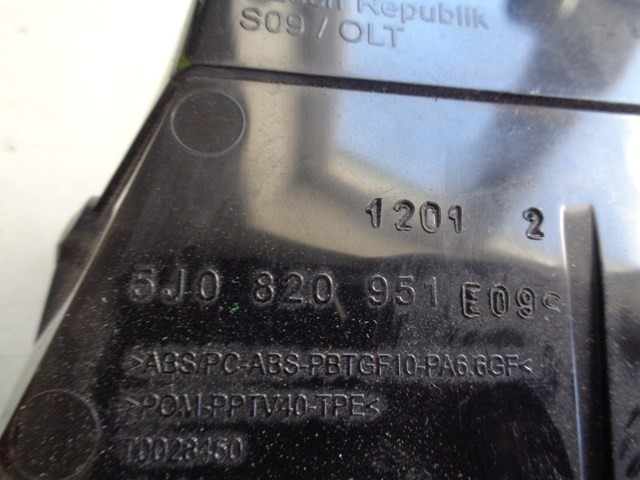 Republik
S09 / OLT
1201 2
5J0 820 951 E09<
>ABS/PC-ABS-PBTGF10-PA6.6GF<
>POM-PPTV40-TPE<
10028450